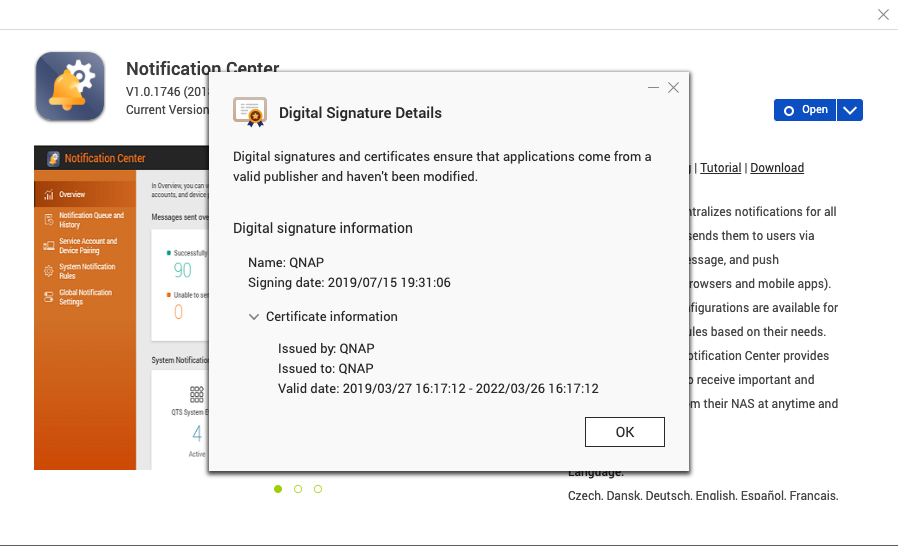 Notification Center
V1.0.1746 (201
Current Version
Open
Tutorial | Download
Digital Signature Details
Digital signatures and certificates ensure that applications come from a
valid publisher and haven't been modified.
Digital signature information
Name: QNAP
Signing date: 2019/07/15 19:31:06
Certificate information
Issued by: QNAP
Issued to: QNAP
Valid date: 2019/03/27 16:17:12 - 2022/03/26 16:17:12
OK
Notification Center
Overview
Notification Queue and
History
Service Account and
Device Pairing
System Notification
Rules
Global Notification
Settings
In Overview, you can v
accounts, and device p
Messages sent ove
Successfully
90
Unable to ser
0
System Notificatio
QTS System E
4
Active
ntralizes notifications for all
sends them to users via
essage, and push
rowsers and mobile apps).
figurations are available for
ules based on their needs.
otification Center provides
o receive important and
m their NAS at anytime and
Language:
Czech, Dansk, Deutsch, English, Español, Français,